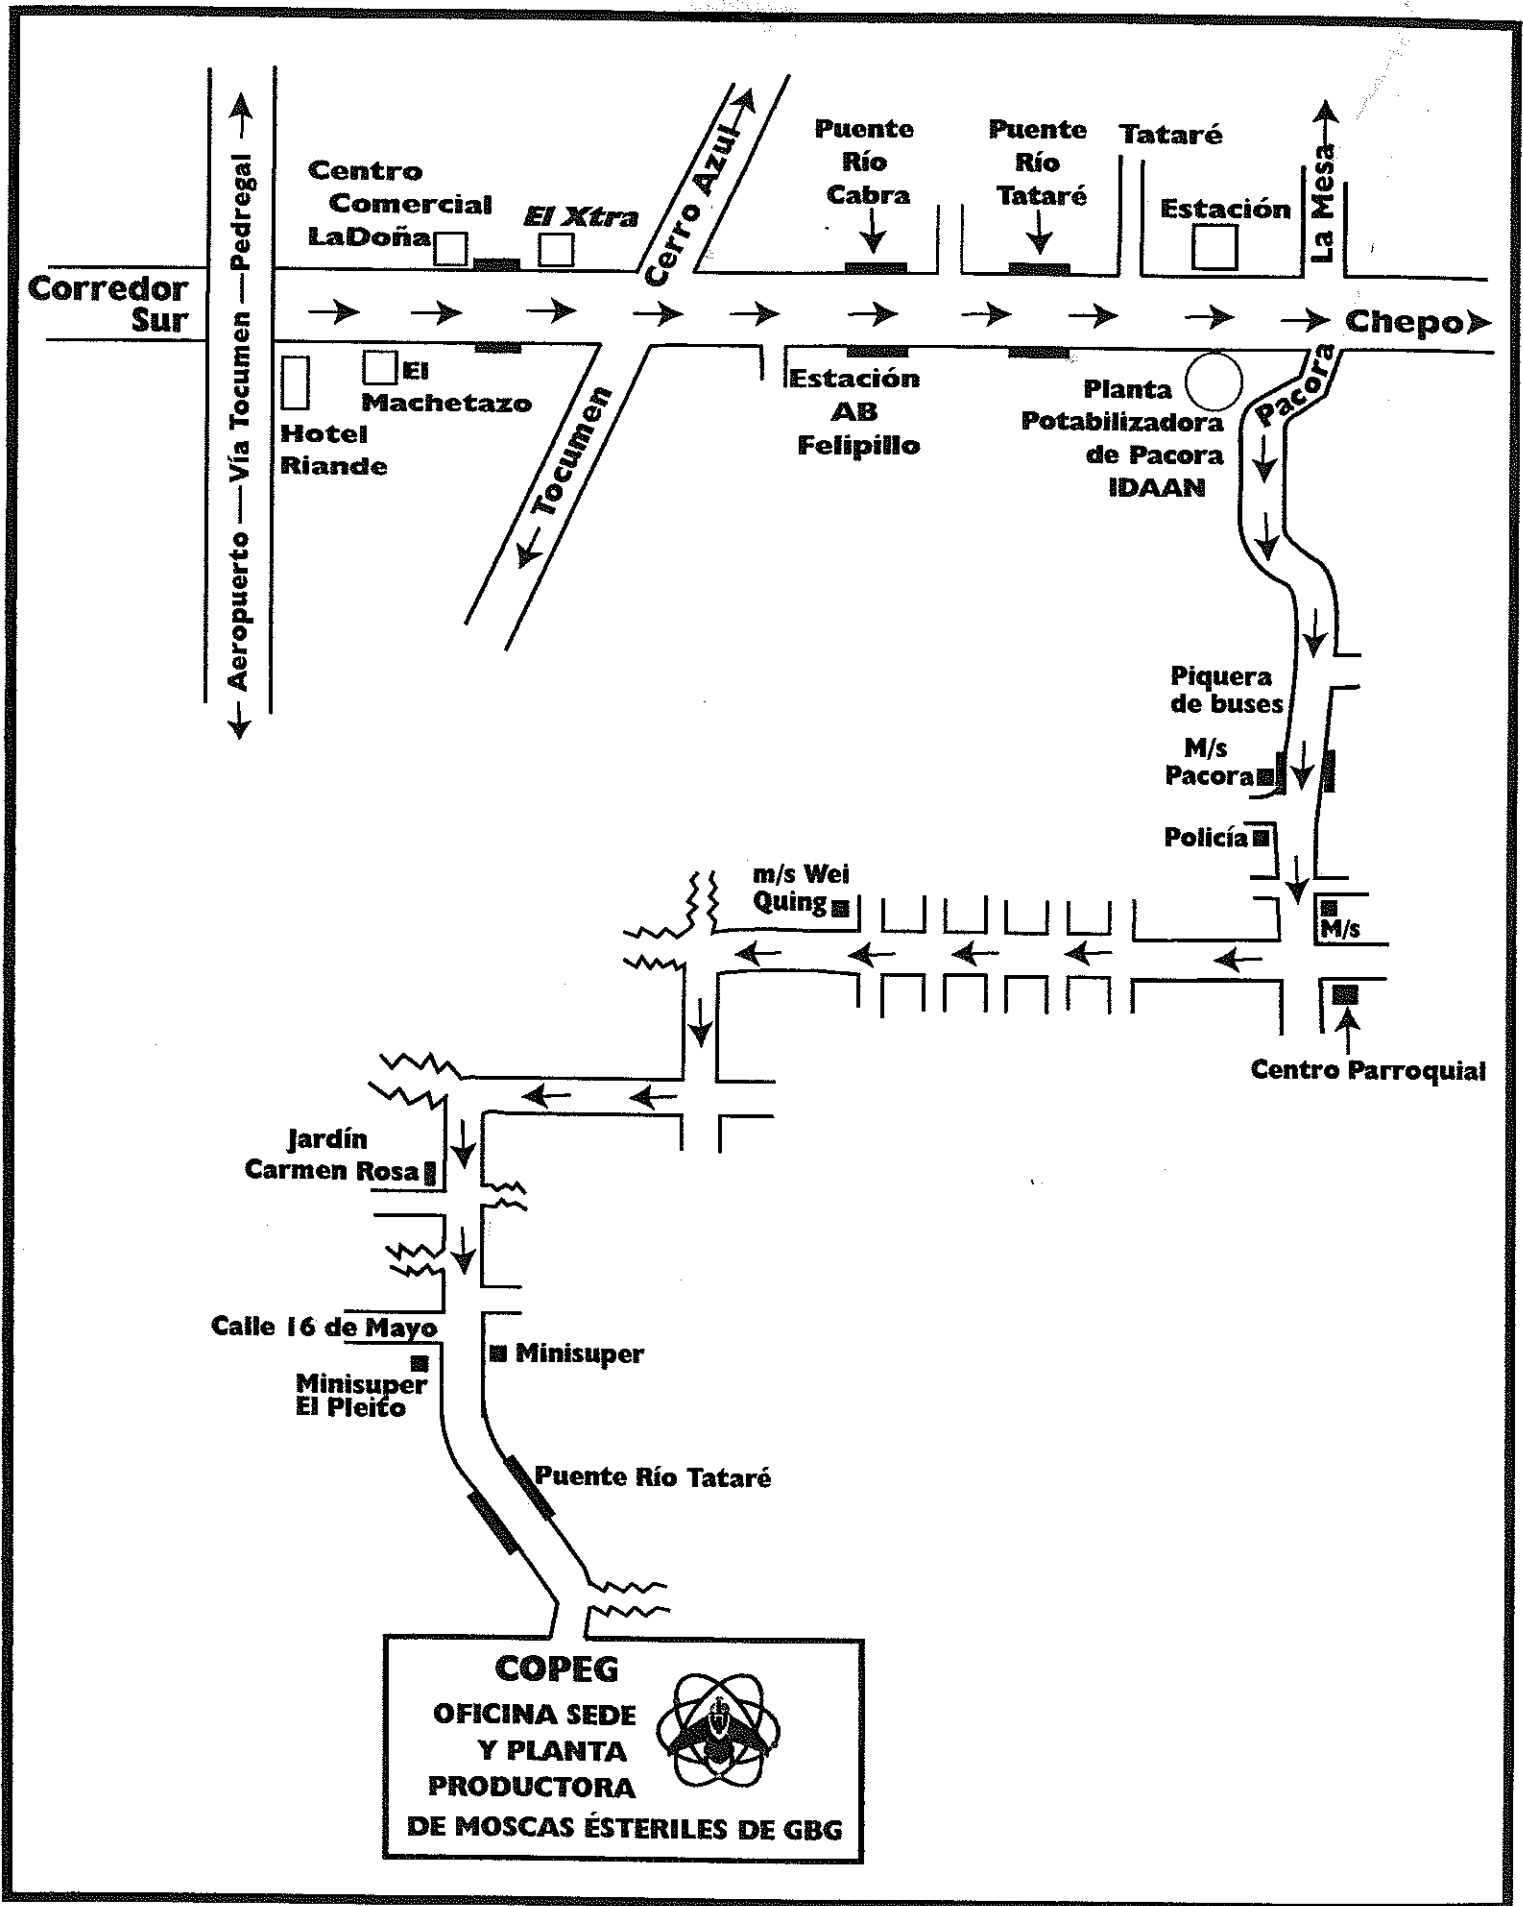 Aeropuerto — Vía Tocumen — Pedregal
Centro
Comercial
LaDoña
El Xtra
Cerro Azul
Puente
Río
Cabra
Puente
Río
Tataré
Tataré
Estación
La Mesa
Corredor
Sur
Chepo
Hotel
Riande
El
Machetazo
Tocumen
Estación
AB
Felipillo
Planta
Potabilizadora
de Pacora
IDAAN
Pacora
Piquera
de buses
M/s
Pacora
Policía
m/s Wei
Quing
M/s
Centro Parroquial
Jardín
Carmen Rosa
Calle 16 de Mayo
Minisuper
El Pleito
Minisuper
Puente Río Tataré
COPEG
OFICINA SEDE
Y PLANTA
PRODUCTORA
DE MOSCAS ÉSTERILES DE GBG